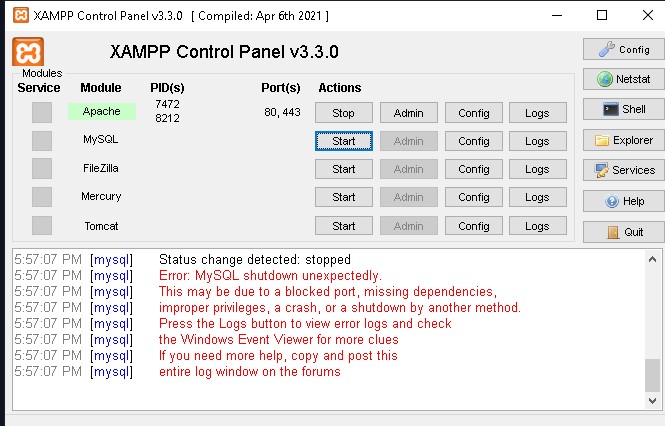 XAMPP Control Panel v3.3.0 [ Compiled: Apr 6th 2021 ]
XAMPP Control Panel v3.3.0
Config
Modules
Service Module PID(s) Port(s) Actions
Netstat
Apache 7472 8212 80, 443 Stop Admin Config Logs
Shell
MySQL Start Admin Config Logs
Explorer
FileZilla Start Admin Config Logs
Services
Mercury Start Admin Config Logs
Help
Tomcat Start Admin Config Logs
Quit
5:57:07 PM [mysql] Status change detected: stopped
5:57:07 PM [mysql] Error: MySQL shutdown unexpectedly.
5:57:07 PM [mysql] This may be due to a blocked port, missing dependencies,
5:57:07 PM [mysql] improper privileges, a crash, or a shutdown by another method.
5:57:07 PM [mysql] Press the Logs button to view error logs and check
5:57:07 PM [mysql] the Windows Event Viewer for more clues
5:57:07 PM [mysql] If you need more help, copy and post this
5:57:07 PM [mysql] entire log window on the forums